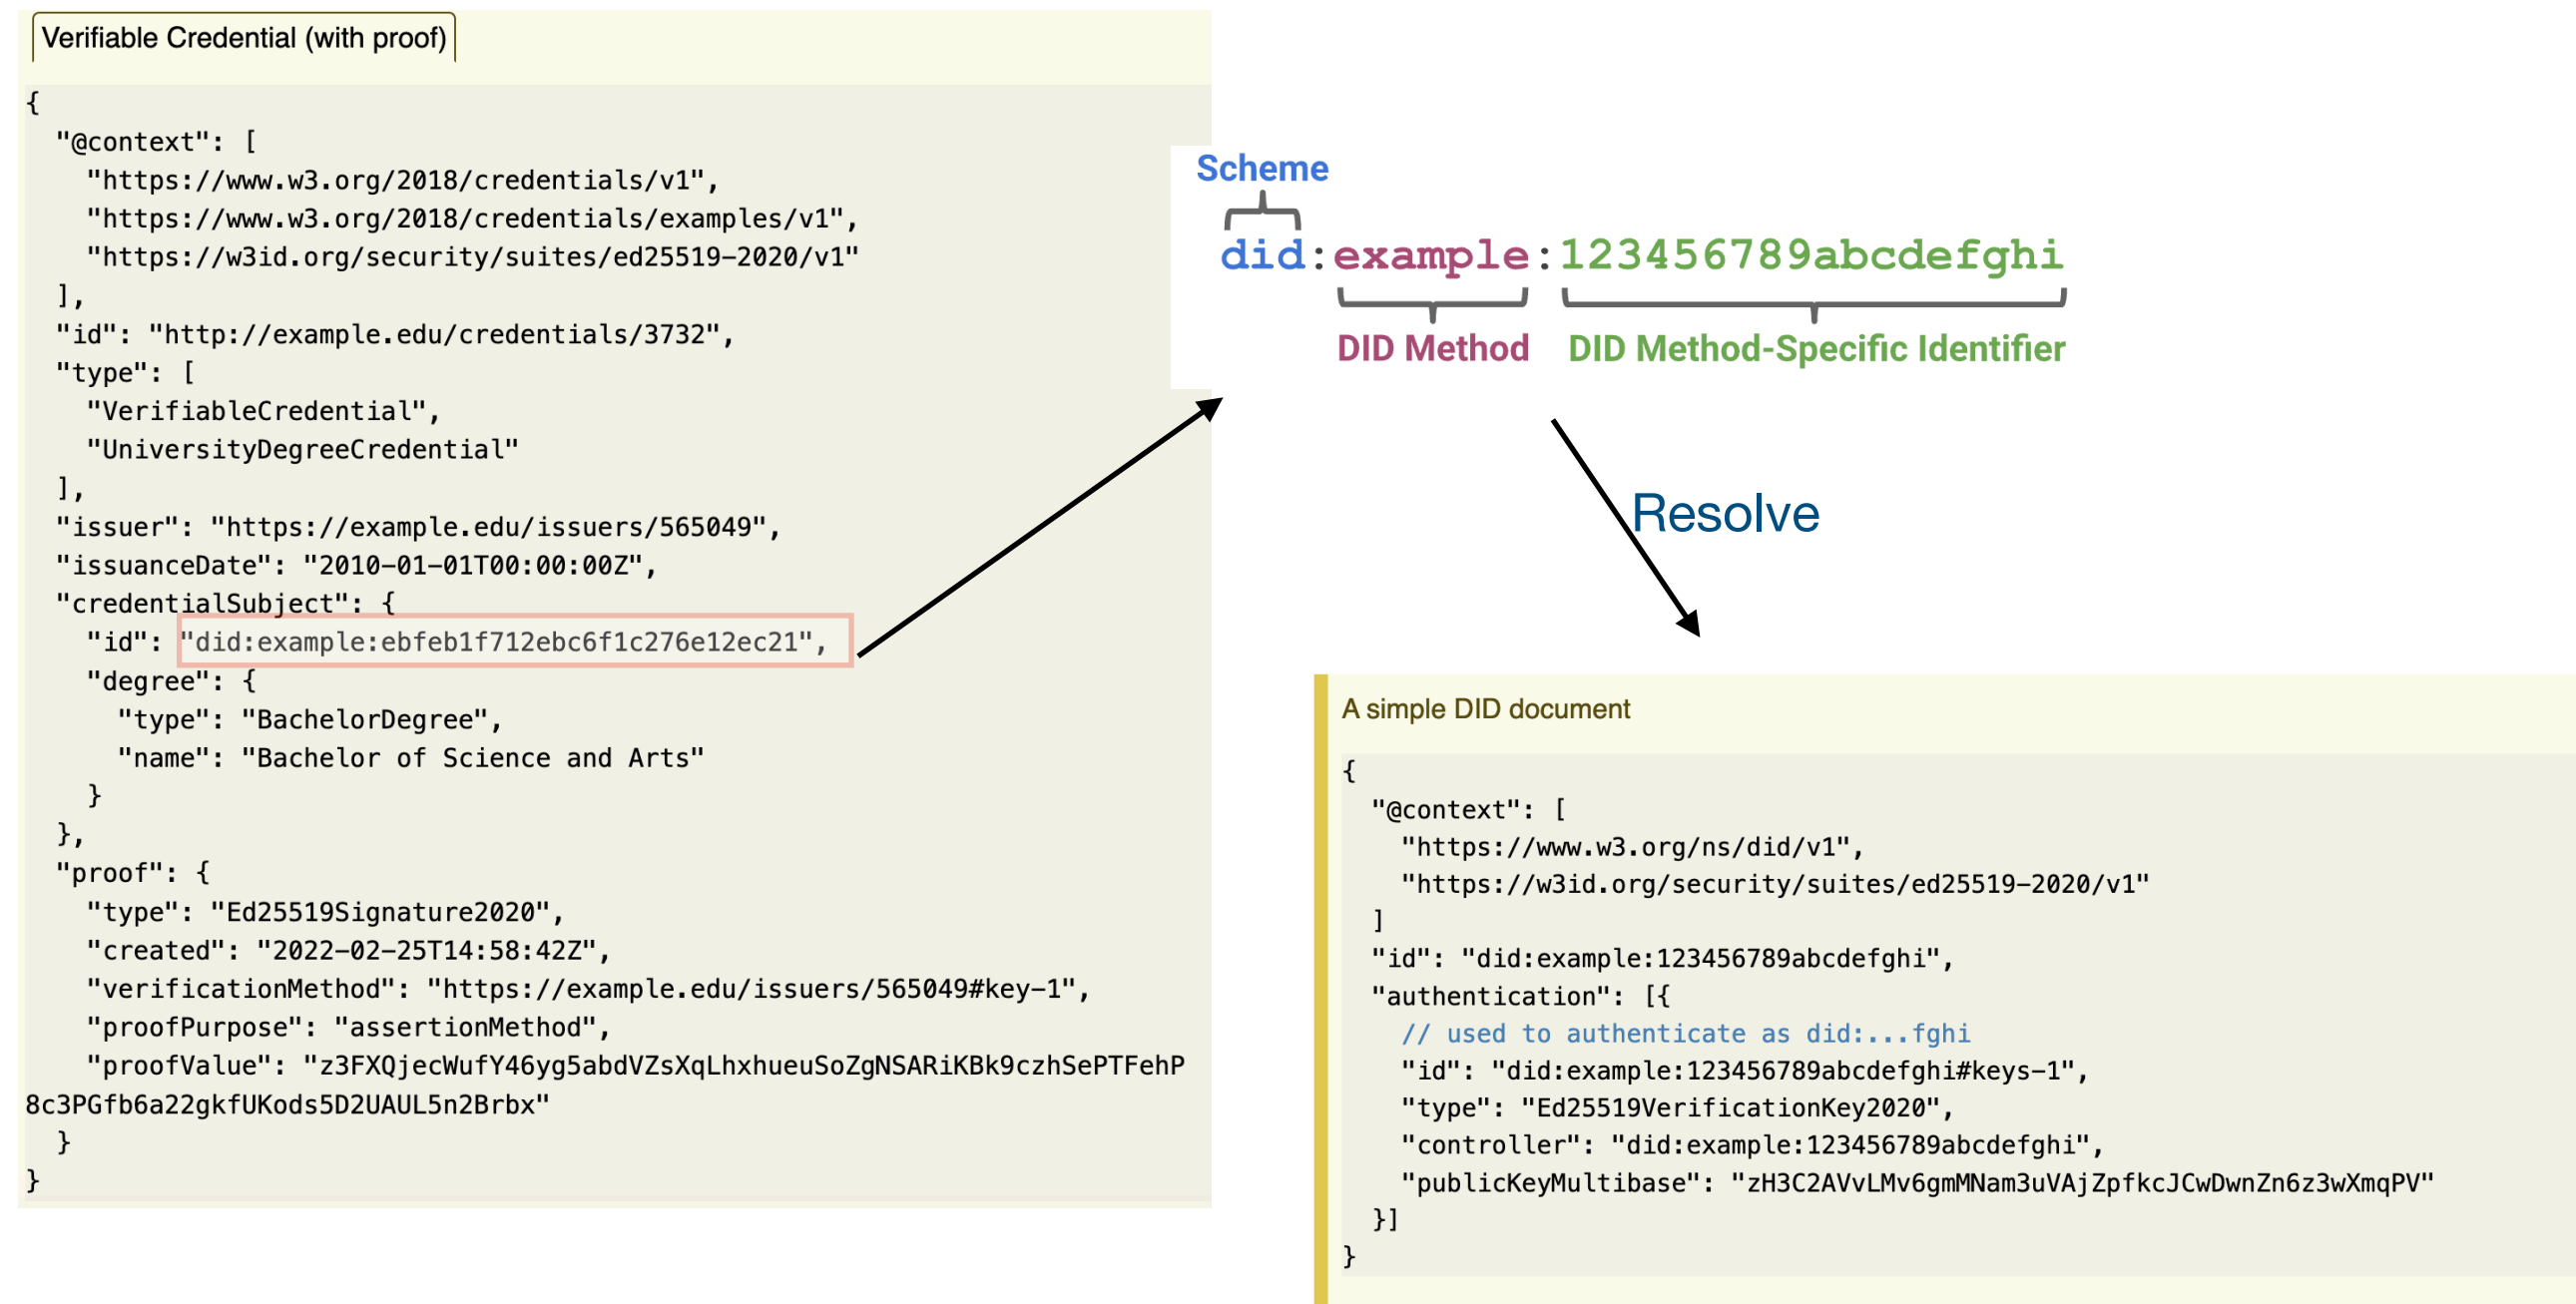 Verifiable Credential (with proof)
{
  "@context": [
    "https://www.w3.org/2018/credentials/v1",
    "https://www.w3.org/2018/credentials/examples/v1",
    "https://w3id.org/security/suites/ed25519-2020/v1"
  ],
  "id": "http://example.edu/credentials/3732",
  "type": [
    "VerifiableCredential",
    "UniversityDegreeCredential"
  ],
  "issuer": "https://example.edu/issuers/565049",
  "issuanceDate": "2010-01-01T00:00:00Z",
  "credentialSubject": {
    "id": "did:example:ebfeb1f712ebc6f1c276e12ec21",
    "degree": {
      "type": "BachelorDegree",
      "name": "Bachelor of Science and Arts"
    }
  },
  "proof": {
    "type": "Ed25519Signature2020",
    "created": "2022-02-25T14:58:42Z",
    "verificationMethod": "https://example.edu/issuers/565049#key-1",
    "proofPurpose": "assertionMethod",
    "proofValue": "z3FXQjecWufY46yg5abdVZsXqLhxhueuSoZgNSARiKBk9czhSePTFehP
8c3PGfb6a22gkfUKods5D2UAUL5n2Brbx"
  }
}
Scheme
did:example:123456789abcdefghi
DID Method DID Method-Specific Identifier
Resolve
A simple DID document
{
  "@context": [
    "https://www.w3.org/ns/did/v1",
    "https://w3id.org/security/suites/ed25519-2020/v1"
  ]
  "id": "did:example:123456789abcdefghi",
  "authentication": [{
    // used to authenticate as did:...fghi
    "id": "did:example:123456789abcdefghi#keys-1",
    "type": "Ed25519VerificationKey2020",
    "controller": "did:example:123456789abcdefghi",
    "publicKeyMultibase": "zH3C2AVvLMv6gmMNam3uVAjZpfkcJCwDwnZn6z3wXmqPV"
  }]
}